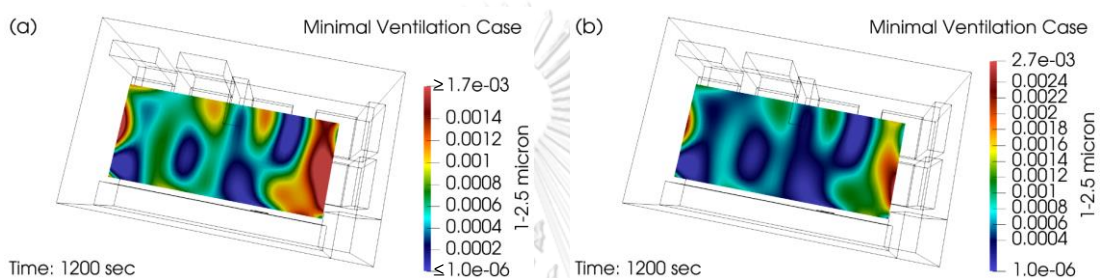 (a)
Minimal Ventilation Case
≥ 1.7e-03
0.0014
0.0012
0.001
0.0008
0.0006
0.0004
0.0002
≤ 1.0e-06
1-2.5 micron
Time: 1200 sec
(b)
Minimal Ventilation Case
2.7e-03
0.0024
0.0022
0.002
0.0018
0.0016
0.0014
0.0012
0.001
0.0008
0.0006
0.0004
1.0e-06
1-2.5 micron
Time: 1200 sec